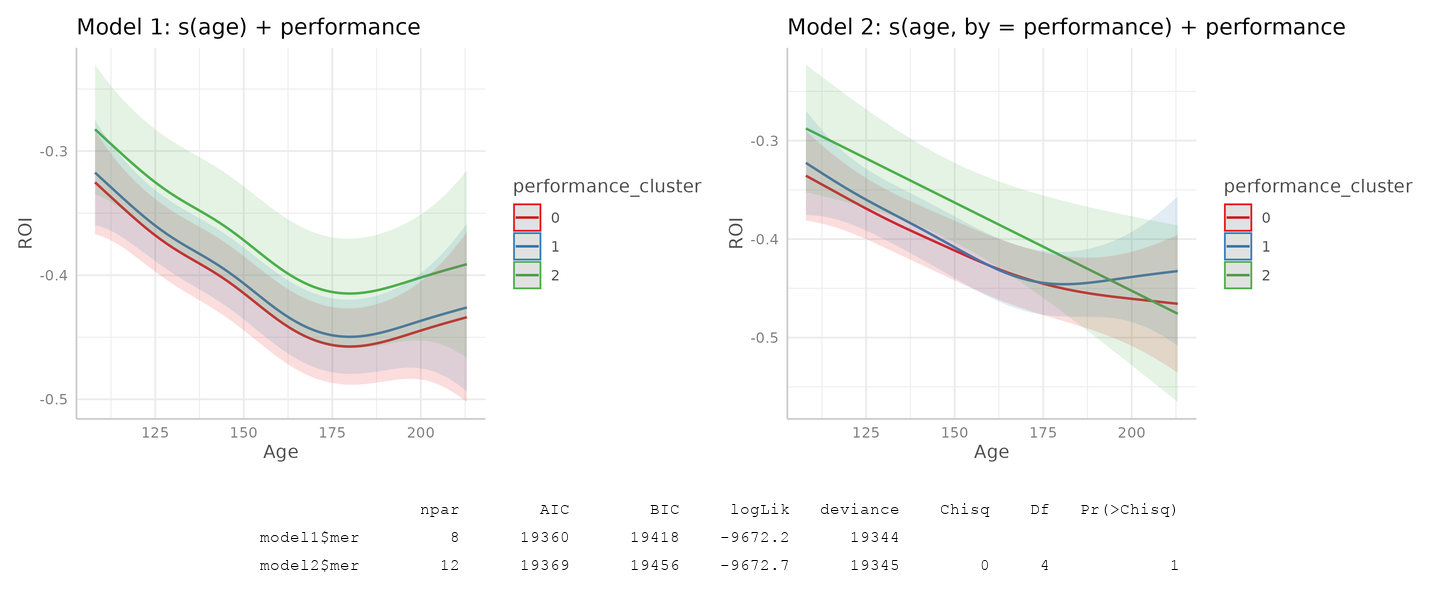 Model 1: s(age) + performance
-0.3
-0.4
-0.5
ROI
125 150 175 200
Age
performance_cluster
0
1
2
Model 2: s(age, by = performance) + performance
-0.3
-0.4
-0.5
ROI
125 150 175 200
Age
performance_cluster
0
1
2
npar AIC BIC logLik deviance Chisq Df Pr(>Chisq)
model1$mer 8 19360 19418 -9672.2 19344
model2$mer 12 19369 19456 -9672.7 19345 0 4 1